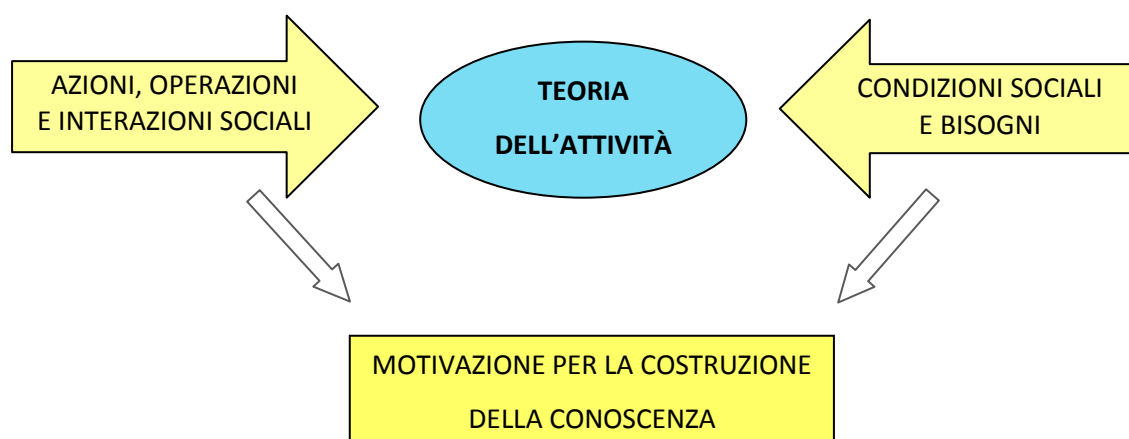 AZIONI, OPERAZIONI
E INTERAZIONI SOCIALI
TEORIA
DELL’ATTIVITÀ
CONDIZIONI SOCIALI
E BISOGNI
MOTIVAZIONE PER LA COSTRUZIONE
DELLA CONOSCENZA